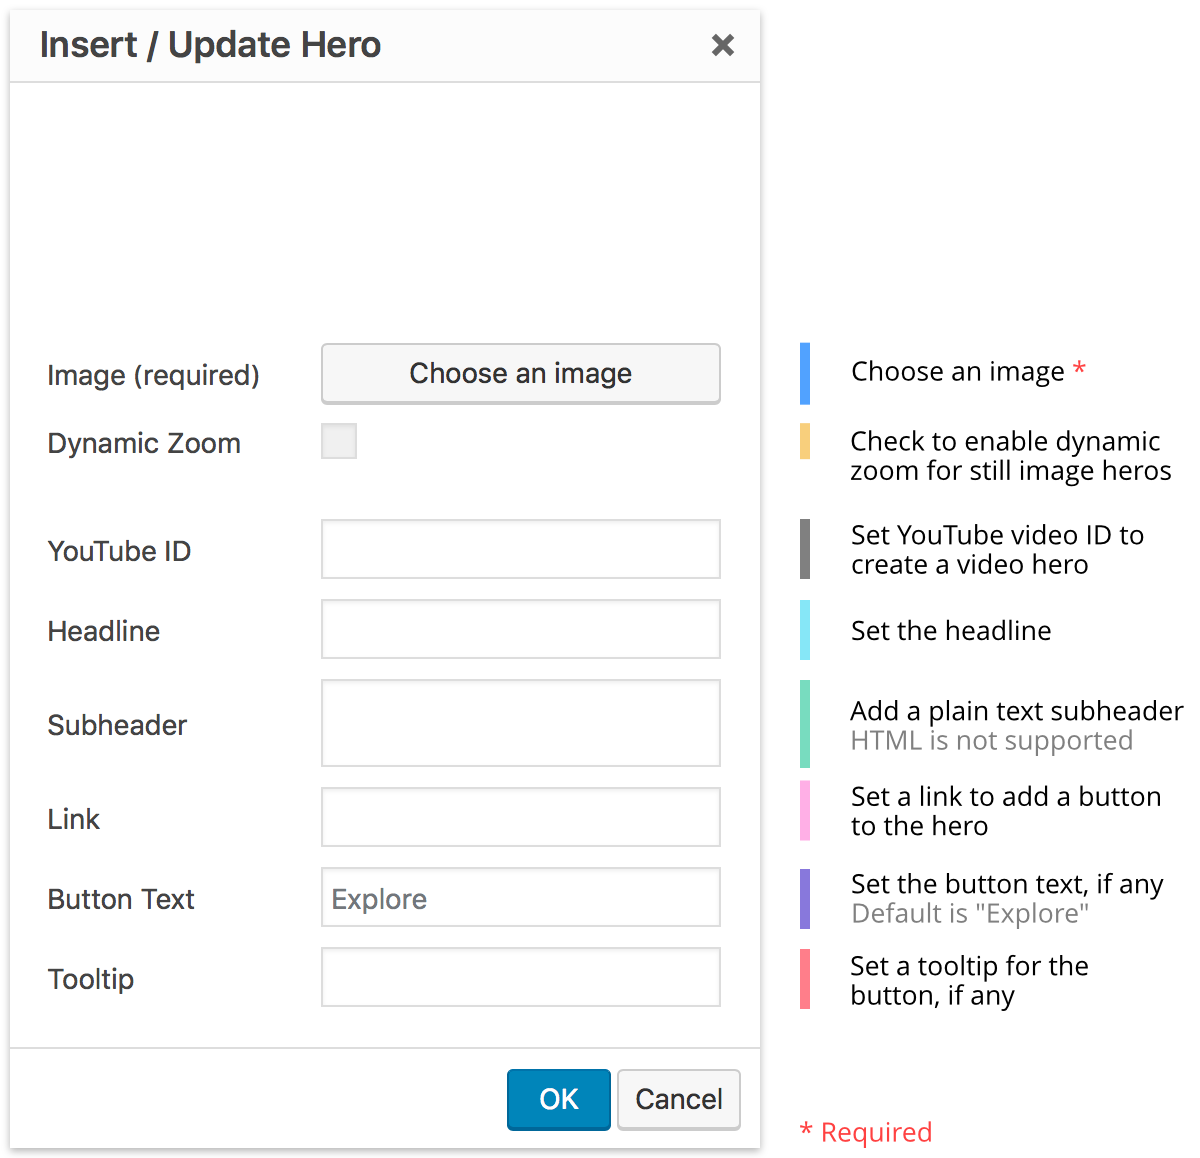 Insert / Update Hero
Image (required)
Choose an image
Choose an image *
Dynamic Zoom
Check to enable dynamic
zoom for still image heros
YouTube ID
Set YouTube video ID to
create a video hero
Headline
Set the headline
Subheader
Add a plain text subheader
HTML is not supported
Link
Set a link to add a button
to the hero
Button Text
Explore
Set the button text, if any
Default is "Explore"
Tooltip
Set a tooltip for the
button, if any
OK
Cancel
* Required